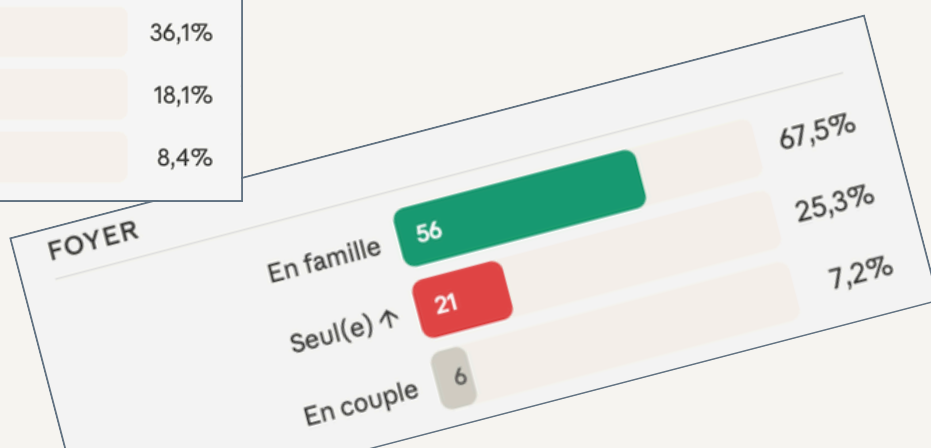 36,1%
18,1%
8,4%
FOYER
En famille 56 67,5%
Seul(e) ↑ 21 25,3%
En couple 6 7,2%